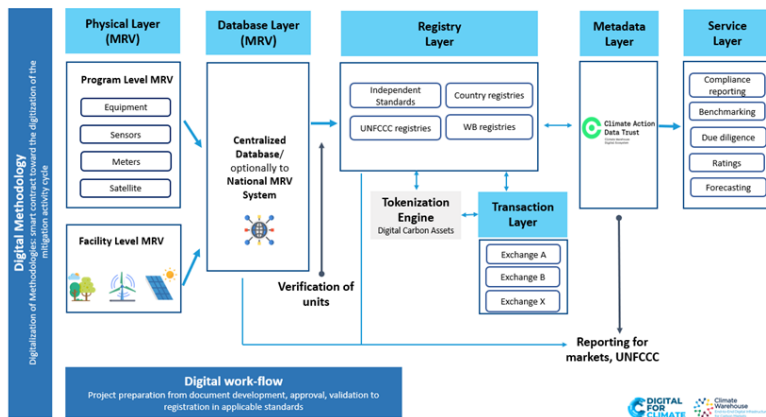 Digital Methodology
Digitalization of Methodologies: smart contract toward the digitization of the
mitigation activity cycle
Physical Layer
(MRV)
Program Level MRV
Equipment
Sensors
Meters
Satellite
Facility Level MRV
Database Layer
(MRV)
Centralized
Database/
optionally to
National MRV
System
Verification of
units
Registry
Layer
Independent
Standards
Country registries
UNFCCC registries
WB registries
Tokenization
Engine
Digital Carbon Assets
Transaction
Layer
Exchange A
Exchange B
Exchange X
Metadata
Layer
Climate Action
Data Trust
Reporting for
markets, UNFCCC
Service
Layer
Compliance
reporting
Benchmarking
Due diligence
Ratings
Forecasting
Digital work-flow
Project preparation from document development, approval, validation to
registration in applicable standards
DIGITAL
FOR CLIMATE
Climate
Warehouse